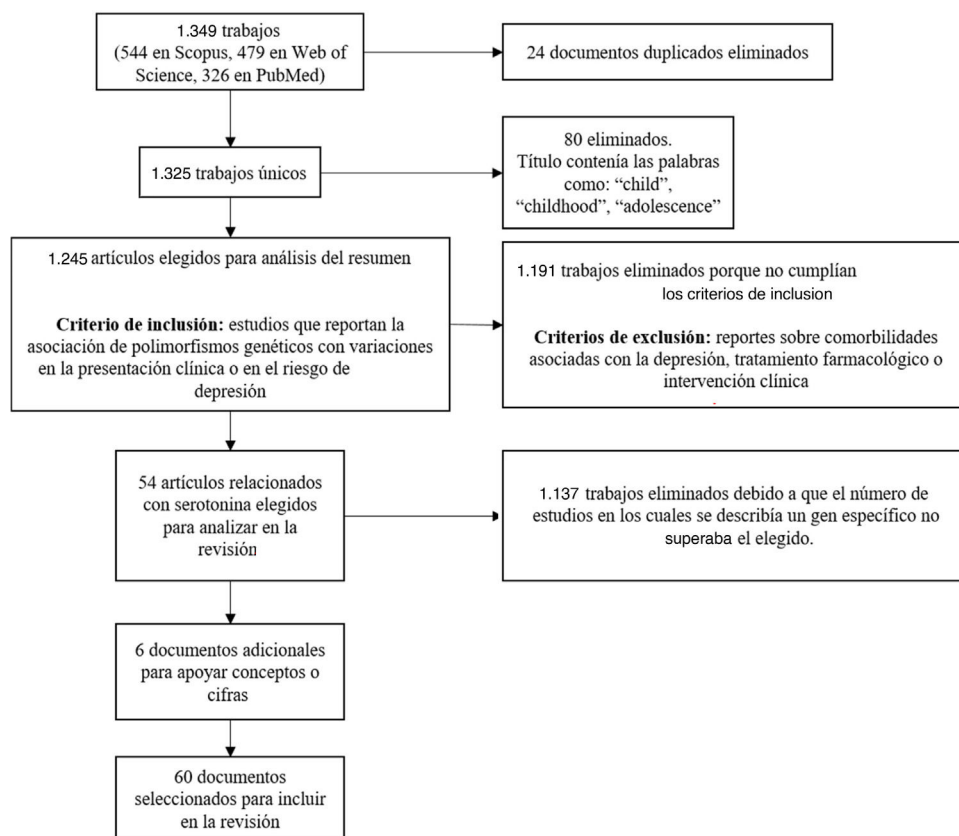 1.349 trabajos
(544 en Scopus, 479 en Web of
Science, 326 en PubMed)
24 documentos duplicados eliminados
1.325 trabajos únicos
80 eliminados.
Título contenía las palabras
como: “child”,
“childhood”, “adolescence”
1.245 artículos elegidos para análisis del resumen
Criterio de inclusión: estudios que reportan la
asociación de polimorfismos genéticos con variaciones
en la presentación clínica o en el riesgo de
depresión
1.191 trabajos eliminados porque no cumplían
los criterios de inclusion
Criterios de exclusión: reportes sobre comorbilidades
asociadas con la depresión, tratamiento farmacológico o
intervención clínica
54 artículos relacionados
con serotonina elegidos
para analizar en la
revisión
1.137 trabajos eliminados debido a que el número de
estudios en los cuales se describía un gen específico no
superaba el elegido.
6 documentos adicionales
para apoyar conceptos o
cifras
60 documentos
seleccionados para incluir
en la revisión